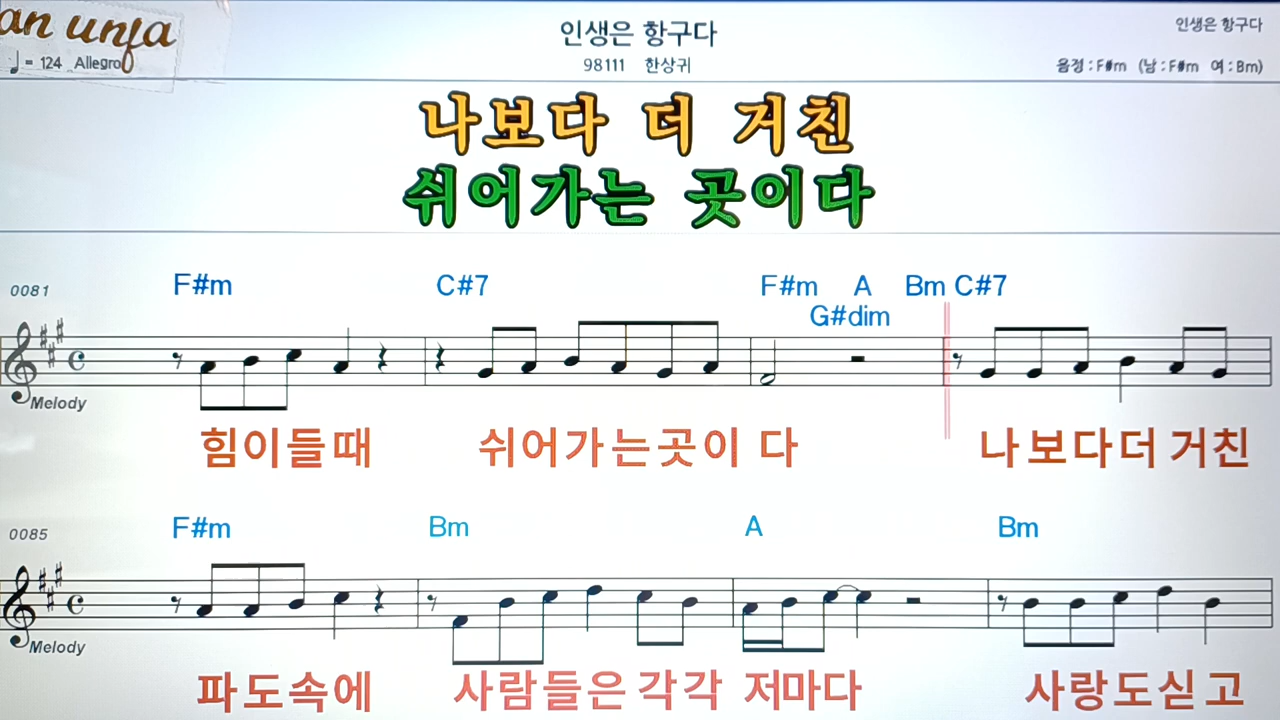 an unja
인생은 항구다
인생은 항구다
♩= 124 Allegro
98111 한상귀
음정 : F#m (남 : F#m 여 : Bm)
나보다 더 거친
쉬어가는 곳이다
0081
F#m C#7 F#m A Bm C#7
G#dim
Melody
힘이들때 쉬어가는곳이 다 나보다더 거친
0085
F#m Bm A Bm
Melody
파도속에 사람들은 각각 저마다 사랑도싣고